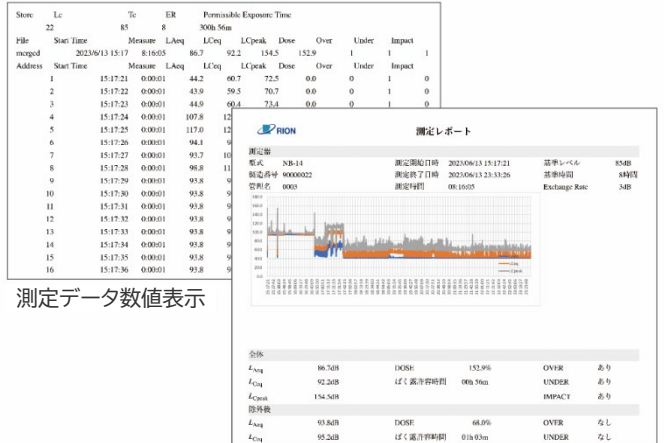 Store Lc Tc ER Permissible Exposure Time
22 85 8 300h 56m
File Start Time Measure LAeq LCeq LCpeak Dose Over Under Impact
merged 2023/6/13 15:17 8:16:05 86.7 92.2 154.5 152.9 1 1 1
Address Start Time Measure LAeq LCeq LCpeak Dose Over Under Impact
1 15:17:21 0:00:01 44.2 60.7 72.5 0.0 0 1 0
2 15:17:22 0:00:01 43.9 59.5 70.7 0.0 0 1 0
3 15:17:23 0:00:01 44.9 60.4 73.4 0.0 0 1 0
4 15:17:24 0:00:01 107.8
5 15:17:25 0:00:01 117.0
6 15:17:26 0:00:01 94.1
7 15:17:27 0:00:01 93.7
8 15:17:28 0:00:01 98.8
9 15:17:29 0:00:01 93.8
10 15:17:30 0:00:01 93.8
11 15:17:31 0:00:01 93.8
12 15:17:32 0:00:01 93.8
13 15:17:33 0:00:01 93.8
14 15:17:34 0:00:01 93.8
15 15:17:35 0:00:01 93.8
16 15:17:36 0:00:01 93.8
測定データ数値表示
RION 測定レポート
測定器
型式 NB-14 測定開始日時 2023/06/13 15:17:21 基準レベル 85dB
製造番号 90000022 測定終了日時 2023/06/13 23:33:26 基準時間 8時間
管理名 0003 測定時間 08:16:05 Exchange Rate 3dB
LCeq
LCpeak
全体
LAeq 86.7dB DOSE 152.9% OVER あり
LCeq 92.2dB ばく露許容時間 00h 56m UNDER あり
LCpeak 154.5dB IMPACT あり
除外後
LAeq 93.8dB DOSE 68.0% OVER なし
LCeq 95.2dB ばく露許容時間 01h 03m UNDER なし